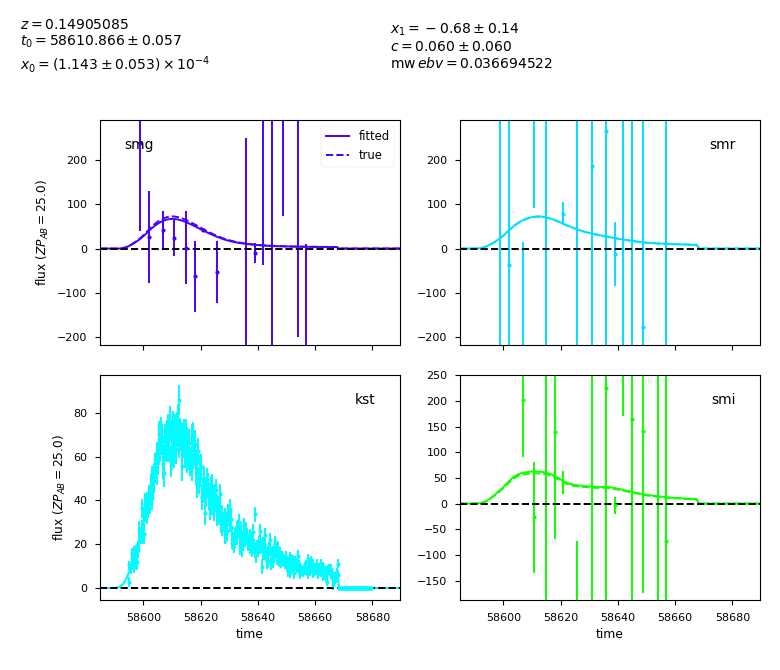 z = 0.14905085
t₀ = 58610.866 ± 0.057
x₀ = (1.143 ± 0.053) × 10⁻⁴
x₁ = −0.68 ± 0.14
c = 0.060 ± 0.060
mw ebv = 0.036694522
smg
fitted
true
200
100
0
−100
−200
flux (ZP_AB = 25.0)
smr
200
100
0
−100
−200
kst
80
60
40
20
0
flux (ZP_AB = 25.0)
58600 58620 58640 58660 58680
time
smi
250
200
150
100
50
0
−50
−100
−150
58600 58620 58640 58660 58680
time